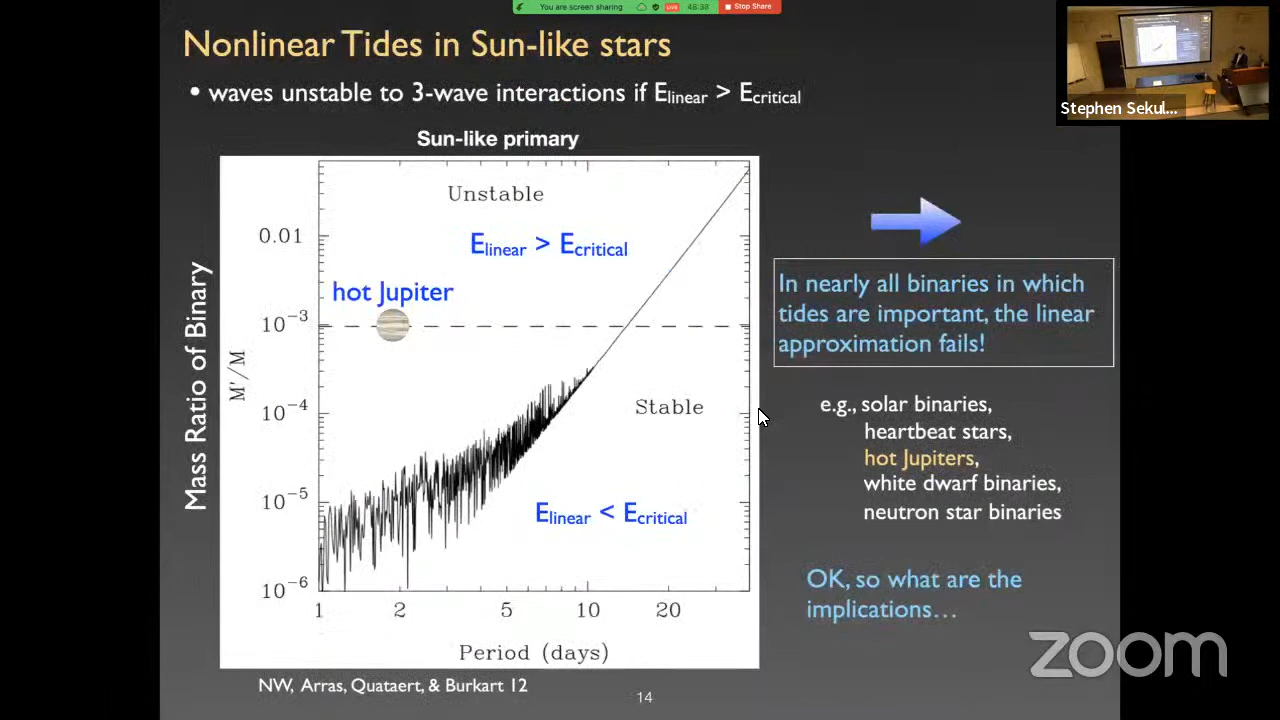 You are screen sharing
LIVE
46:38
Stop Share
Nonlinear Tides in Sun-like stars
• waves unstable to 3-wave interactions if Elinear > Ecritical
Stephen Sekul...
Sun-like primary
Unstable
Elinear > Ecritical
hot Jupiter
Stable
Elinear < Ecritical
Mass Ratio of Binary
M'/M
0.01
10⁻³
10⁻⁴
10⁻⁵
10⁻⁶
1 2 5 10 20
Period (days)
NW, Arras, Quataert, & Burkart 12
In nearly all binaries in which
tides are important, the linear
approximation fails!
e.g., solar binaries,
heartbeat stars,
hot Jupiters,
white dwarf binaries,
neutron star binaries
OK, so what are the
implications…
14
zoom